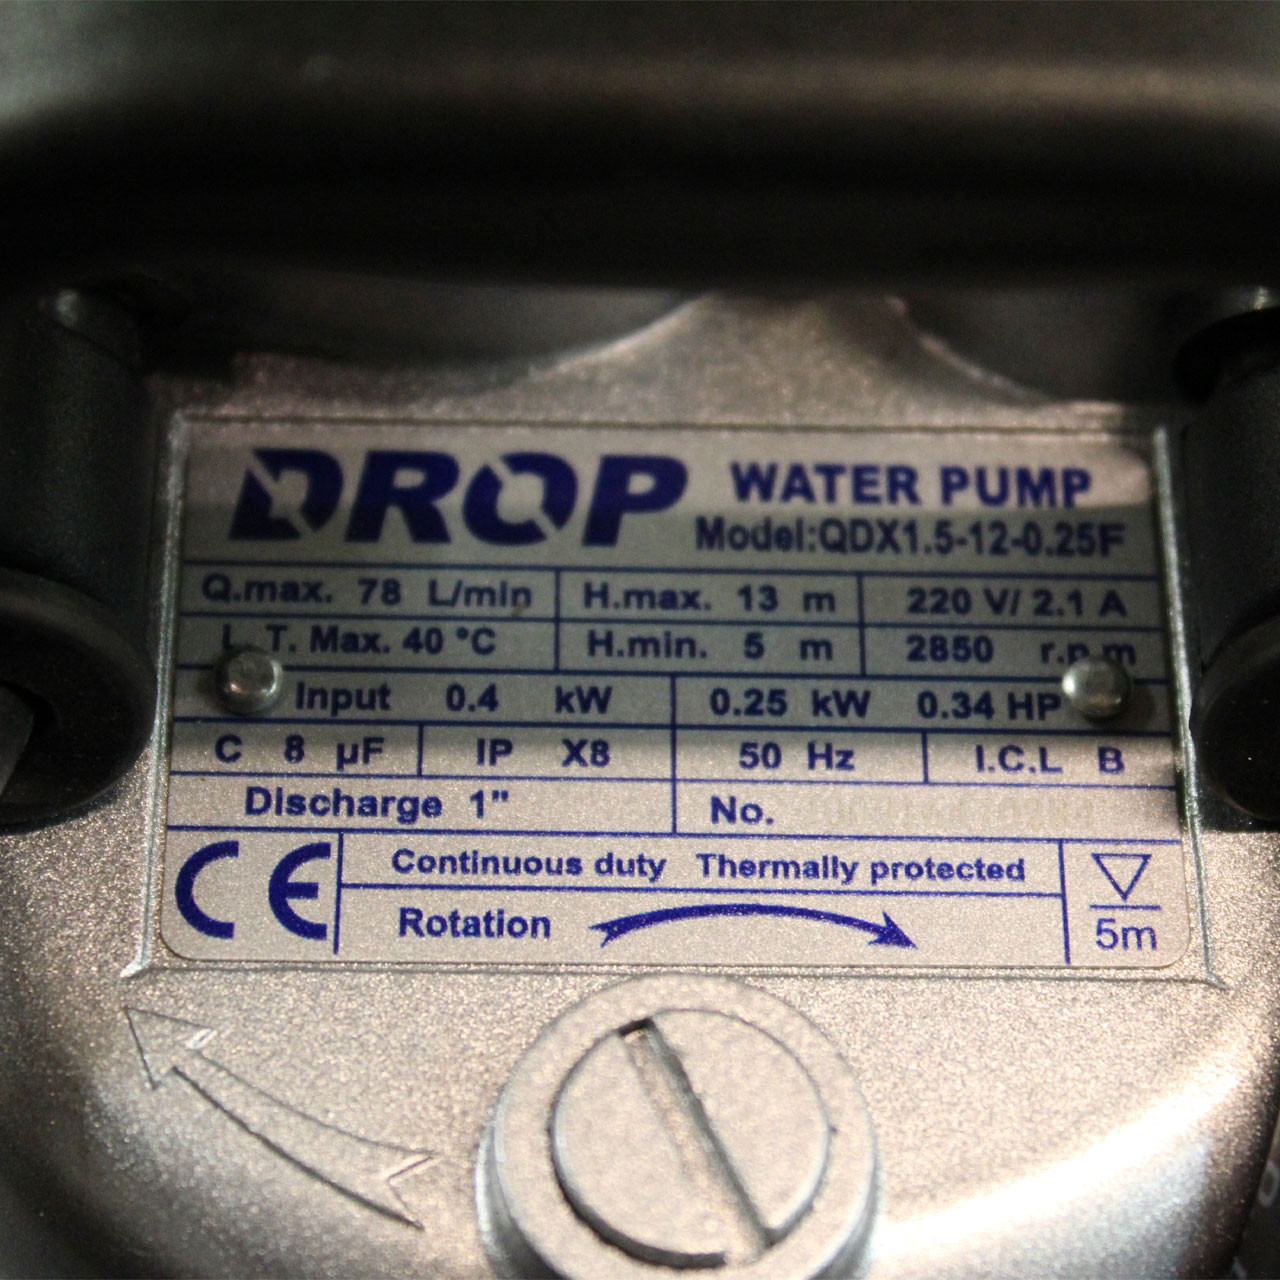 DROP WATER PUMP
Model:QDX1.5-12-0.25F
Q.max. 78 L/min H.max. 13 m 220 V/ 2.1 A
L. T. Max. 40 °C H.min. 5 m 2850 r.p.m
Input 0.4 kW 0.25 kW 0.34 HP
C 8 µF IP X8 50 Hz I.C.L B
Discharge 1" No.
CE Continuous duty Thermally protected
Rotation 5m